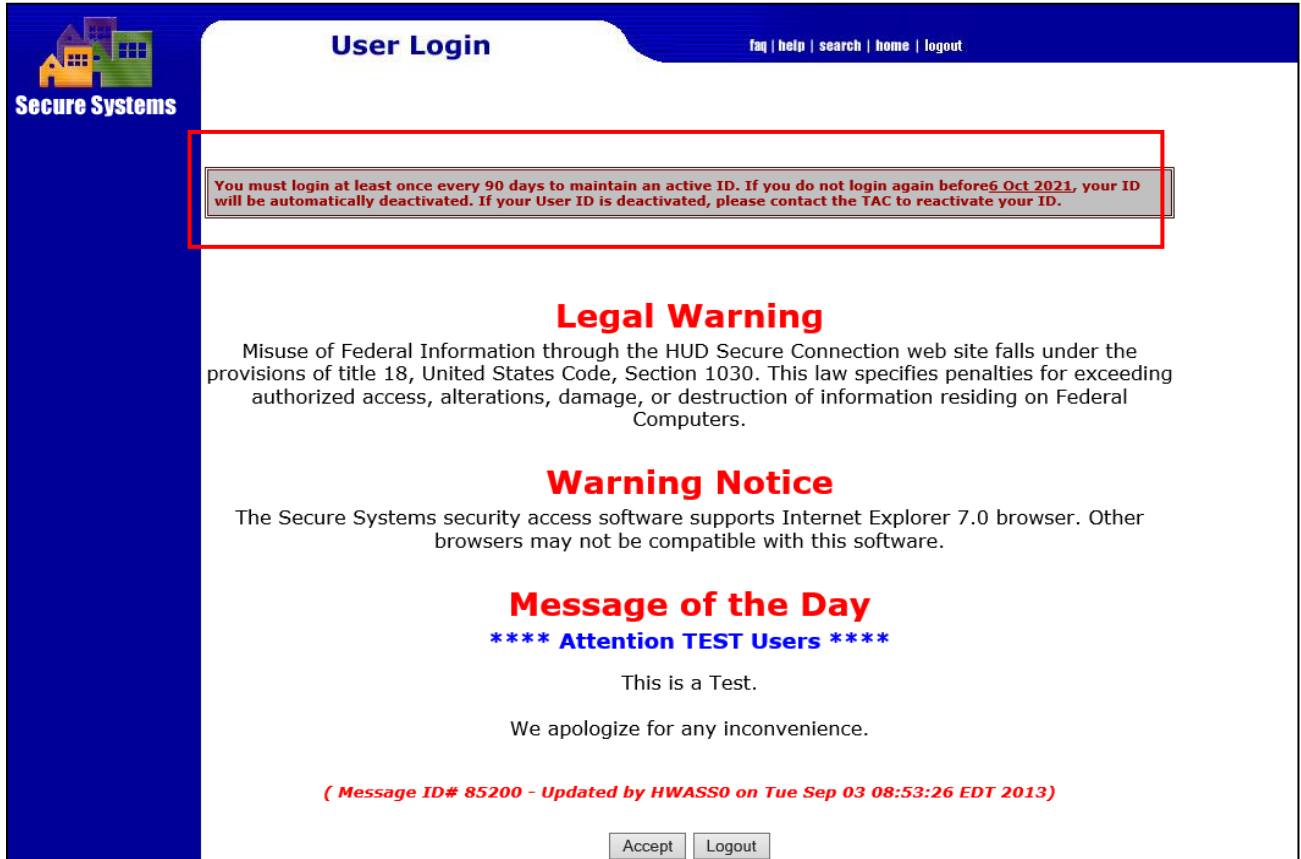 User Login
faq | help | search | home | logout
Secure Systems
You must login at least once every 90 days to maintain an active ID. If you do not login again before6 Oct 2021, your ID
will be automatically deactivated. If your User ID is deactivated, please contact the TAC to reactivate your ID.
Legal Warning
Misuse of Federal Information through the HUD Secure Connection web site falls under the
provisions of title 18, United States Code, Section 1030. This law specifies penalties for exceeding
authorized access, alterations, damage, or destruction of information residing on Federal
Computers.
Warning Notice
The Secure Systems security access software supports Internet Explorer 7.0 browser. Other
browsers may not be compatible with this software.
Message of the Day
**** Attention TEST Users ****
This is a Test.
We apologize for any inconvenience.
( Message ID# 85200 - Updated by HWASS0 on Tue Sep 03 08:53:26 EDT 2013)
Accept Logout